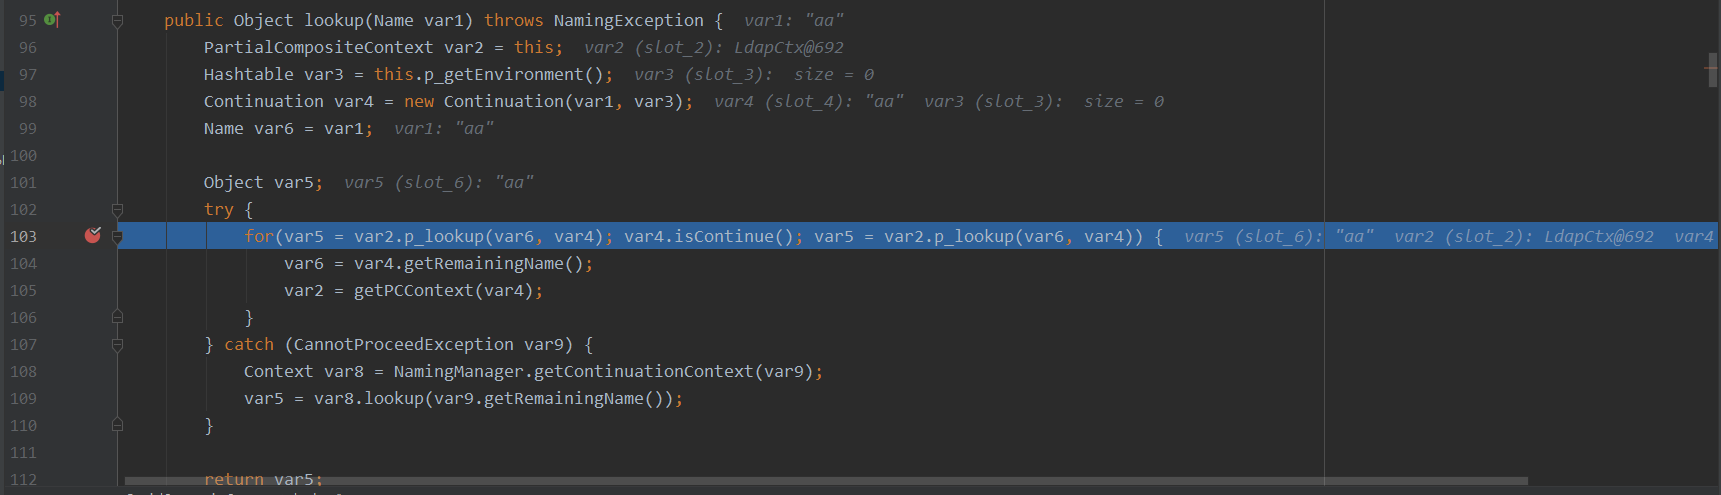 95 public Object lookup(Name var1) throws NamingException { var1: "aa"
96 PartialCompositeContext var2 = this; var2 (slot_2): LdapCtx@692
97 Hashtable var3 = this.p_getEnvironment(); var3 (slot_3): size = 0
98 Continuation var4 = new Continuation(var1, var3); var4 (slot_4): "aa" var3 (slot_3): size = 0
99 Name var6 = var1; var1: "aa"
100
101 Object var5; var5 (slot_6): "aa"
102 try {
103 for(var5 = var2.p_lookup(var6, var4); var4.isContinue(); var5 = var2.p_lookup(var6, var4)) { var5 (slot_6): "aa" var2 (slot_2): LdapCtx@692 var4
104 var6 = var4.getRemainingName();
105 var2 = getPCContext(var4);
106 }
107 } catch (CannotProceedException var9) {
108 Context var8 = NamingManager.getContinuationContext(var9);
109 var5 = var8.lookup(var9.getRemainingName());
110 }
111
112 return var5;